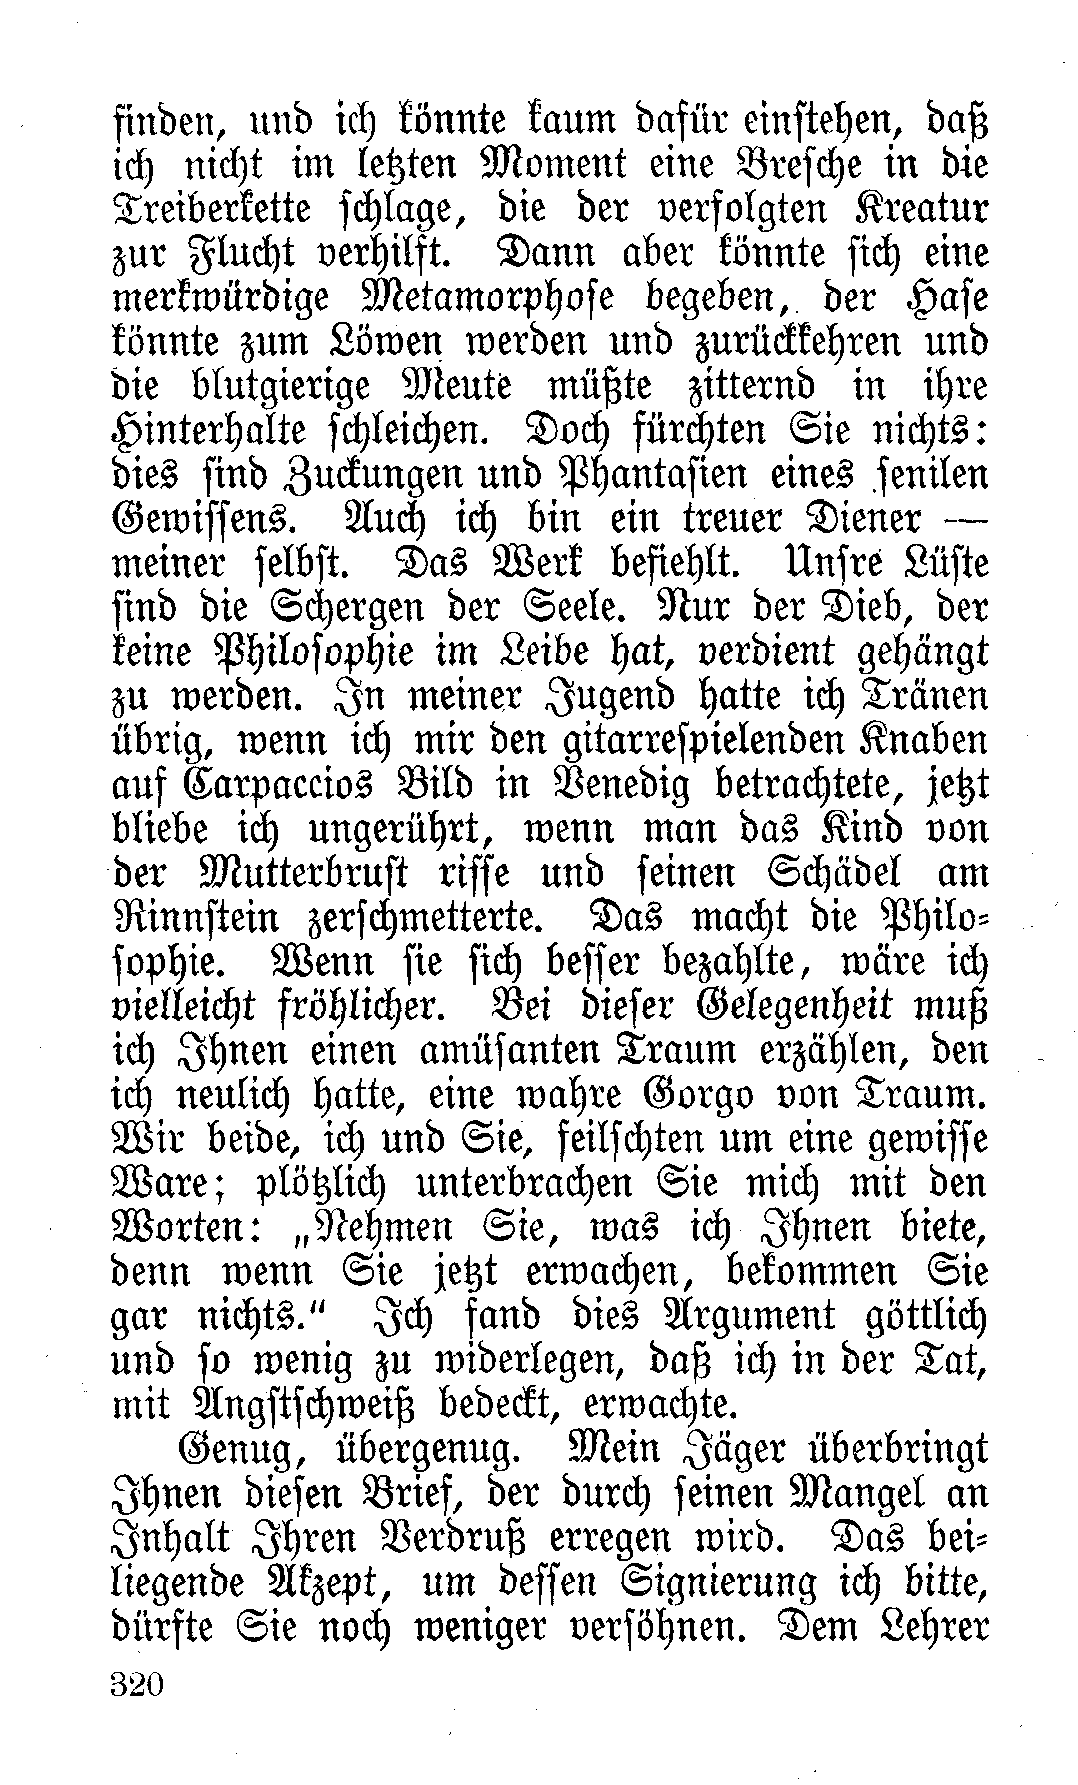 finden, und ich könnte kaum dafür einstehen, daß
ich nicht im letzten Moment eine Bresche in die
Treiberkette schlage, die der verfolgten Kreatur
zur Flucht verhilft. Dann aber könnte sich eine
merkwürdige Metamorphose begeben, der Hase
könnte zum Löwen werden und zurückkehren und
die blutgierige Meute müßte zitternd in ihre
Hinterhalte schleichen. Doch fürchten Sie nichts:
dies sind Zuckungen und Phantasien eines senilen
Gewissens. Auch ich bin ein treuer Diener —
meiner selbst. Das Werk befiehlt. Unsre Lüste
sind die Schergen der Seele. Nur der Dieb, der
keine Philosophie im Leibe hat, verdient gehängt
zu werden. In meiner Jugend hatte ich Tränen
übrig, wenn ich mir den gitarrespielenden Knaben
auf Carpaccios Bild in Venedig betrachtete, jetzt
bliebe ich ungerührt, wenn man das Kind von
der Mutterbrust risse und seinen Schädel am
Rinnstein zerschmetterte. Das macht die Philo-
sophie. Wenn sie sich besser bezahlte, wäre ich
vielleicht fröhlicher. Bei dieser Gelegenheit muß
ich Ihnen einen amüsanten Traum erzählen, den
ich neulich hatte, eine wahre Gorgo von Traum.
Wir beide, ich und Sie, feilschten um eine gewisse
Ware; plötzlich unterbrachen Sie mich mit den
Worten: „Nehmen Sie, was ich Ihnen biete,
denn wenn Sie jetzt erwachen, bekommen Sie
gar nichts." Ich fand dies Argument göttlich
und so wenig zu widerlegen, daß ich in der Tat,
mit Angstschweiß bedeckt, erwachte.
Genug, übergenug. Mein Jäger überbringt
Ihnen diesen Brief, der durch seinen Mangel an
Inhalt Ihren Verdruß erregen wird. Das bei-
liegende Akzept, um dessen Signierung ich bitte,
dürfte Sie noch weniger versöhnen. Dem Lehrer
320